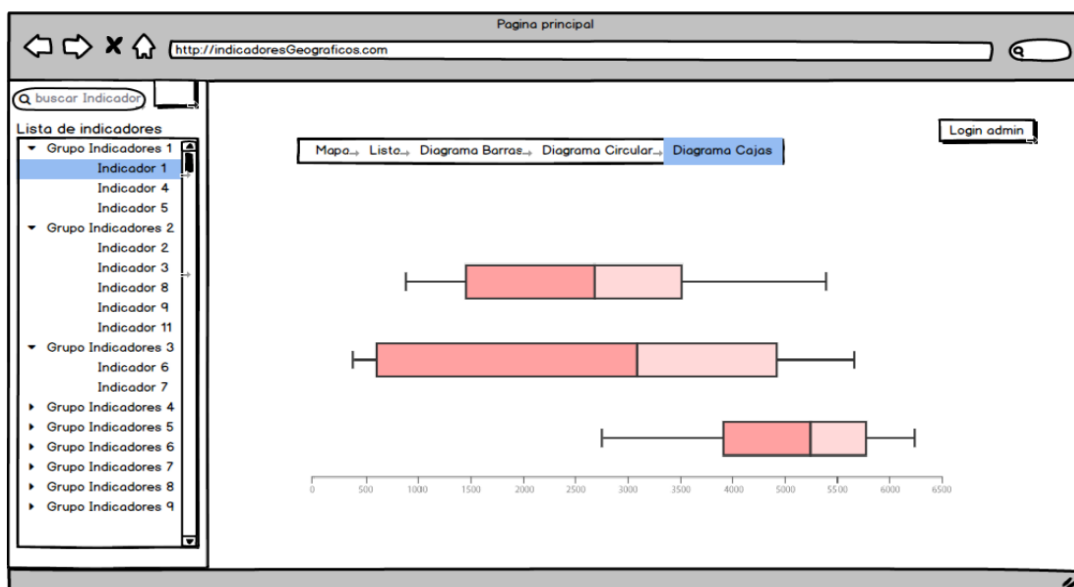 Pagina principal
http://indicadoresGeograficos.com
buscar Indicador
Lista de indicadores
Grupo Indicadores 1
Indicador 1
Indicador 4
Indicador 5
Grupo Indicadores 2
Indicador 2
Indicador 3
Indicador 8
Indicador 9
Indicador 11
Grupo Indicadores 3
Indicador 6
Indicador 7
Grupo Indicadores 4
Grupo Indicadores 5
Grupo Indicadores 6
Grupo Indicadores 7
Grupo Indicadores 8
Grupo Indicadores 9
Login admin
Mapa Lista Diagrama Barras Diagrama Circular Diagrama Cajas
0 500 1000 1500 2000 2500 3000 3500 4000 5000 5500 6000 6500